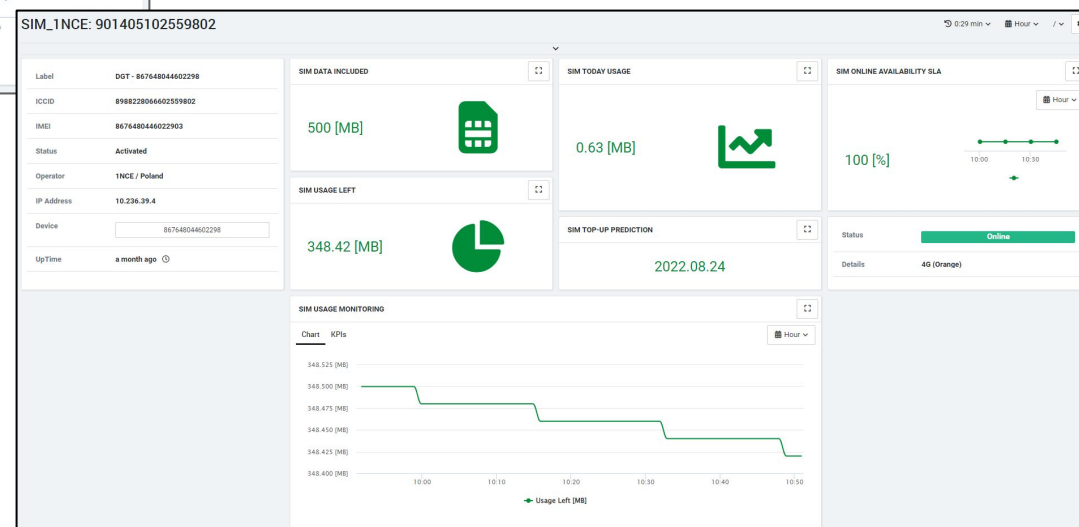 SIM_1NCE: 901405102559802
0:29 min
Hour
/
Label DGT - 867648044602298
ICCID 8988228066602559802
IMEI 8676480446022903
Status Activated
Operator 1NCE / Poland
IP Address 10.236.39.4
Device 867648044602298
UpTime a month ago
SIM DATA INCLUDED
500 [MB]
SIM USAGE LEFT
348.42 [MB]
SIM TODAY USAGE
0.63 [MB]
SIM TOP-UP PREDICTION
2022.08.24
SIM ONLINE AVAILABILITY SLA
Hour
100 [%]
10:00 10:30
Status Online
Details 4G (Orange)
SIM USAGE MONITORING
Chart KPIs
Hour
348.525 [MB]
348.500 [MB]
348.475 [MB]
348.450 [MB]
348.425 [MB]
348.400 [MB]
10:00 10:10 10:20 10:30 10:40 10:50
Usage Left [MB]